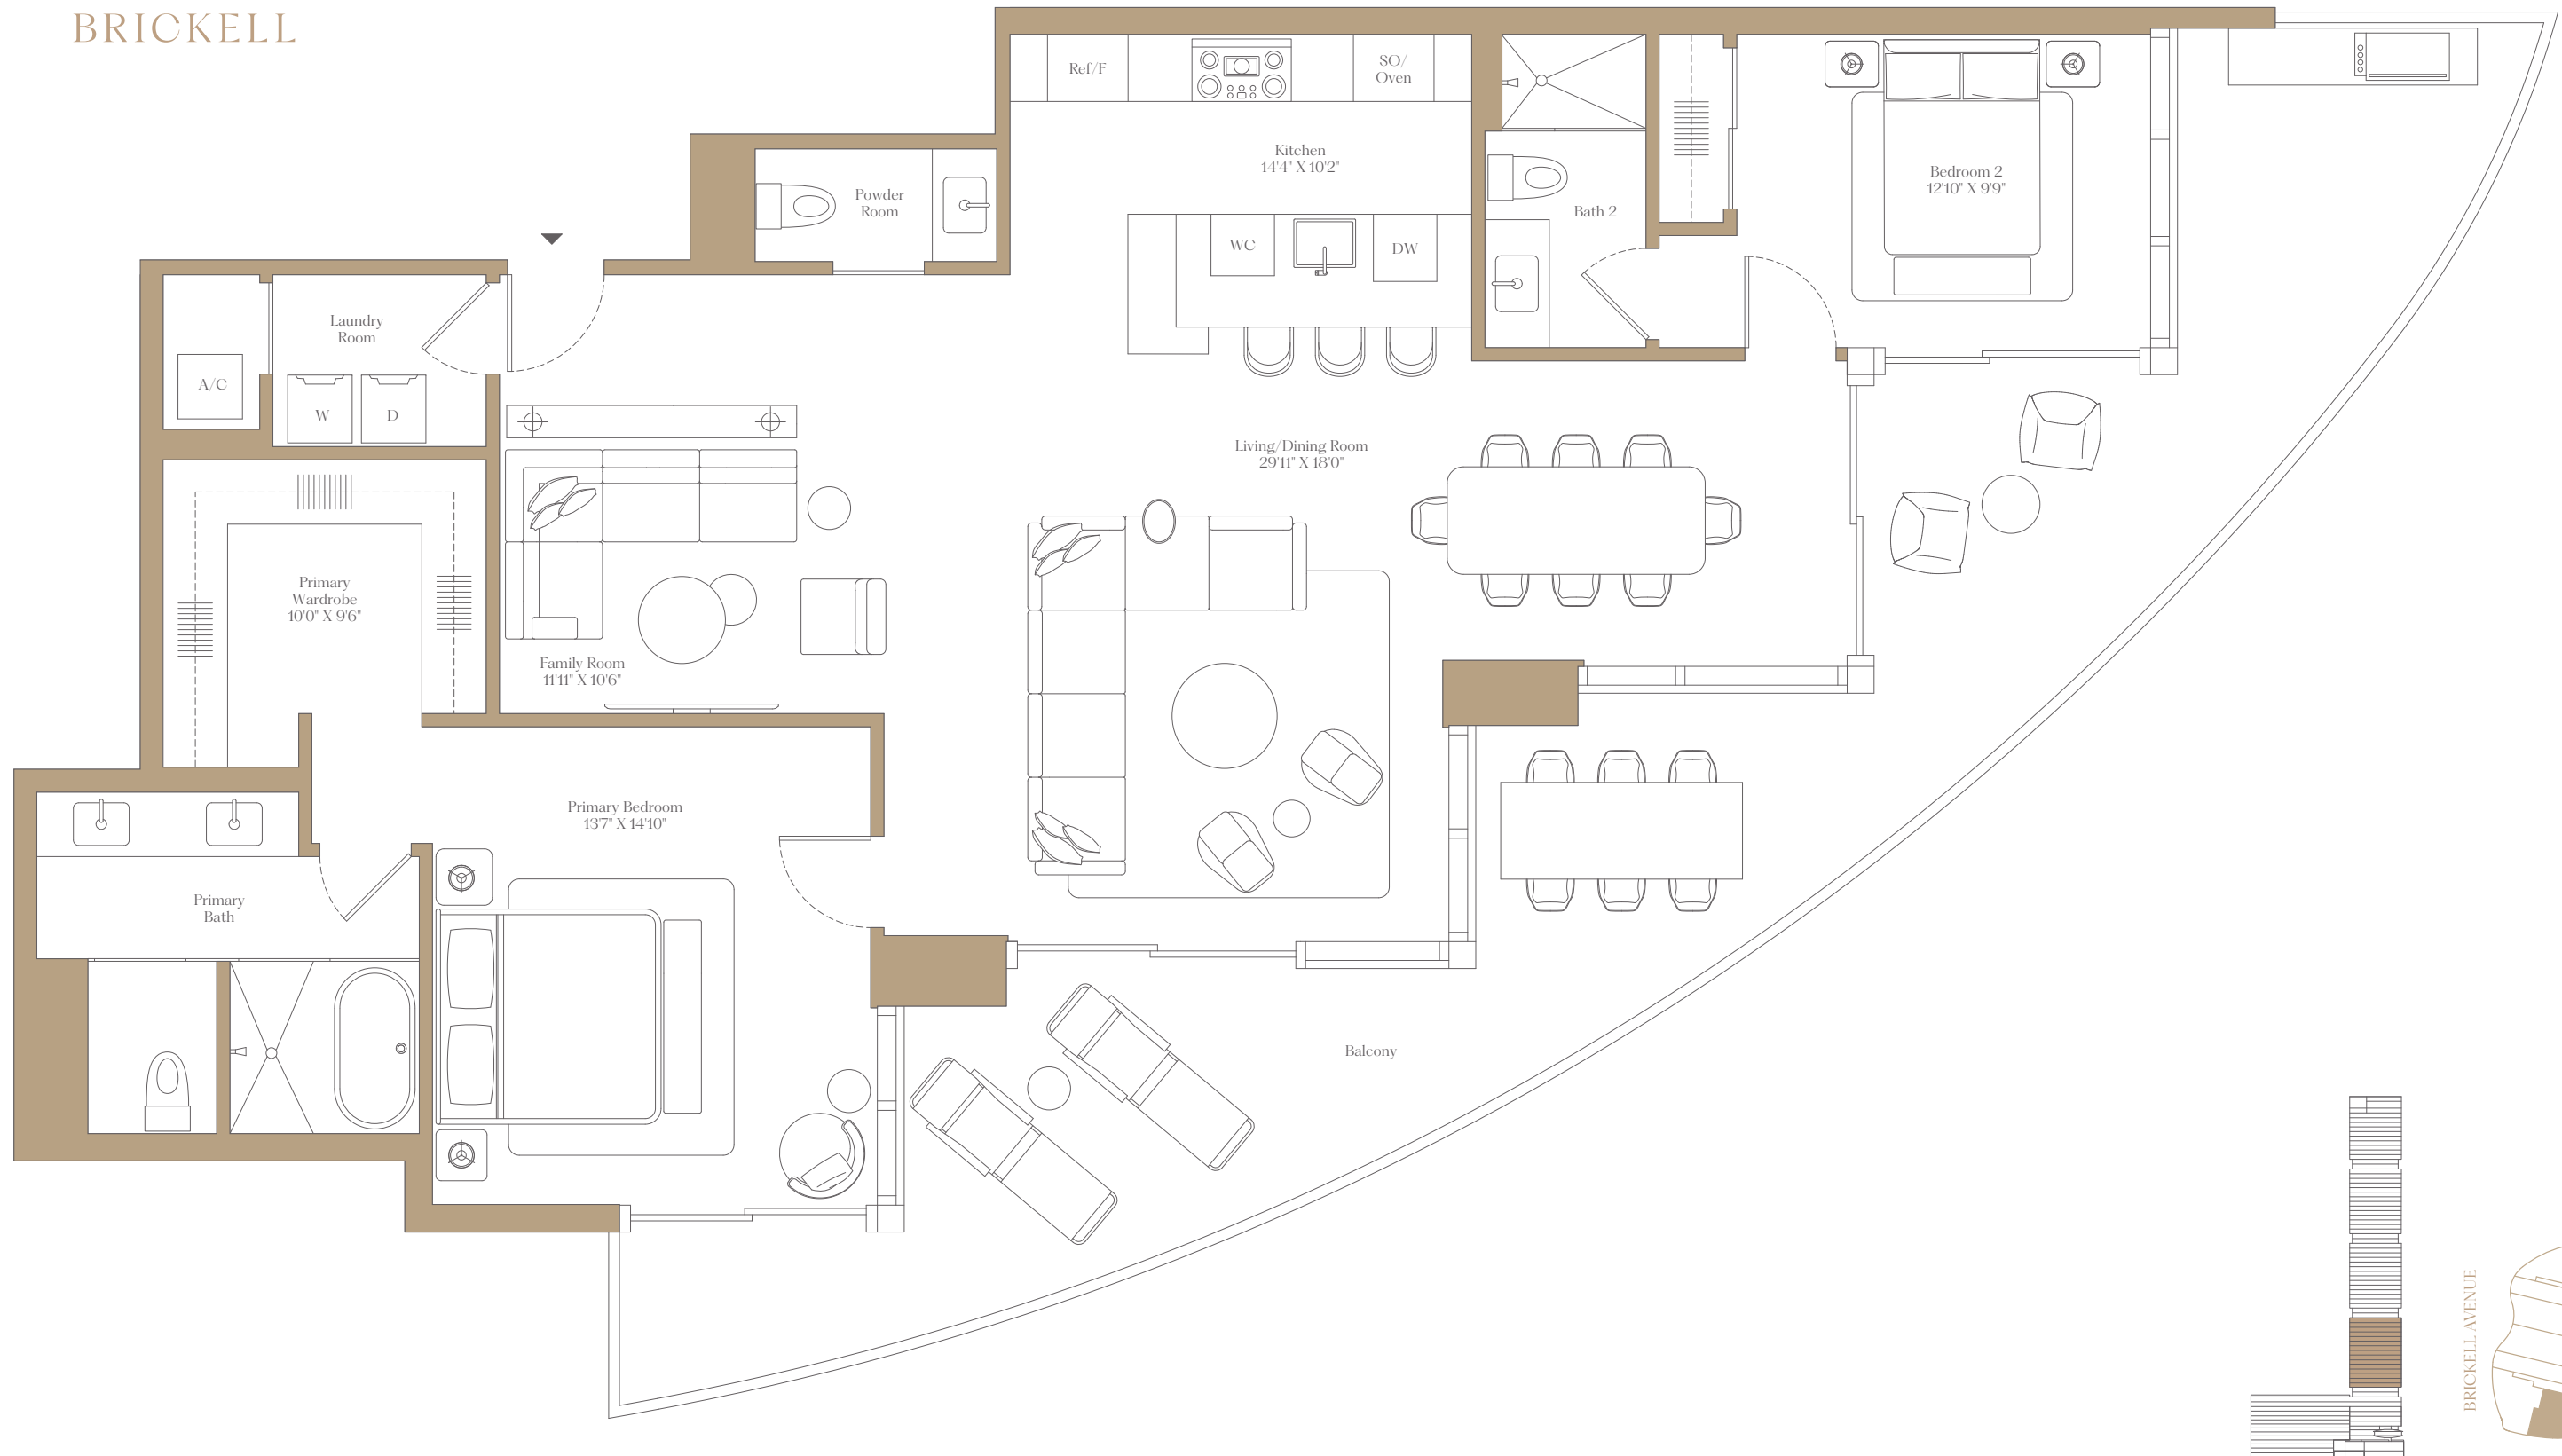 BRICKELL
Ref/F
SO/
Oven
Kitchen
14'4" X 10'2"
Powder
Room
Bath 2
Bedroom 2
12'10" X 9'9"
WC
DW
Laundry
Room
A/C
W
D
Living/Dining Room
29'11" X 18'0"
Primary
Wardrobe
10'0" X 9'6"
Family Room
11'11" X 10'6"
Primary Bedroom
13'7" X 14'10"
Primary
Bath
Balcony
BRICKELL AVENUE